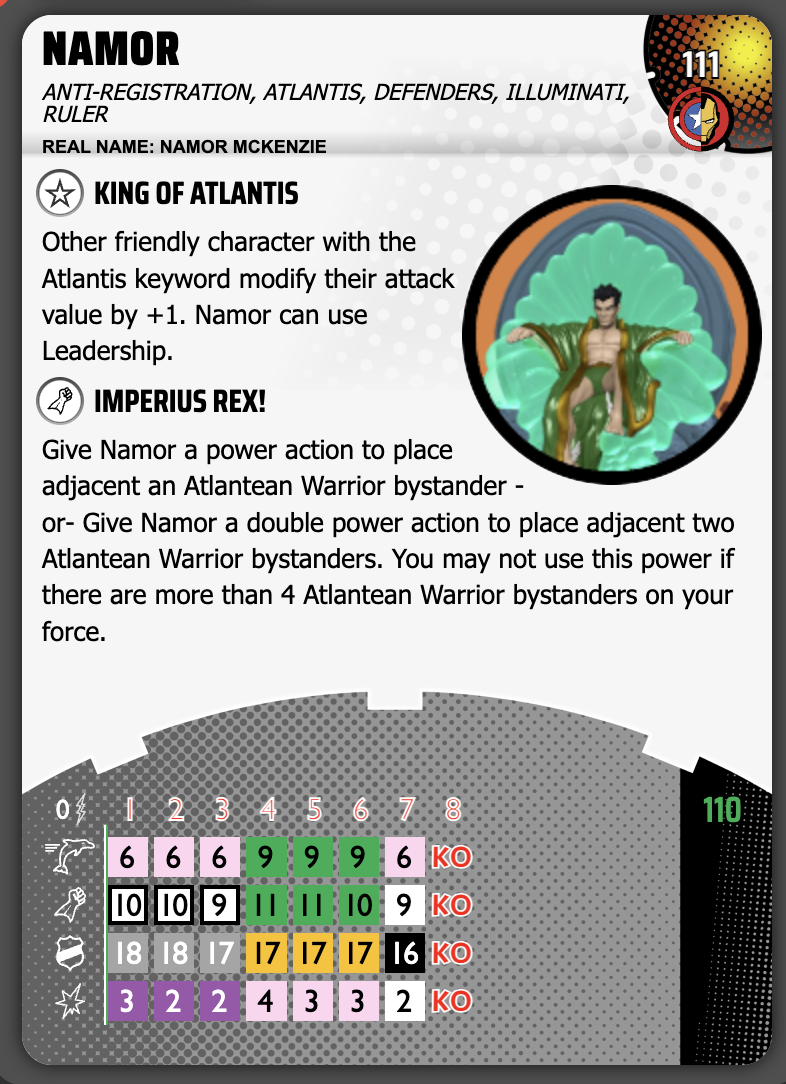 NAMOR
111
ANTI-REGISTRATION, ATLANTIS, DEFENDERS, ILLUMINATI,
RULER
REAL NAME: NAMOR MCKENZIE
KING OF ATLANTIS
Other friendly character with the
Atlantis keyword modify their attack
value by +1. Namor can use
Leadership.
IMPERIUS REX!
Give Namor a power action to place
adjacent an Atlantean Warrior bystander -
or- Give Namor a double power action to place adjacent two
Atlantean Warrior bystanders. You may not use this power if
there are more than 4 Atlantean Warrior bystanders on your
force.
0 1 2 3 4 5 6 7 8 110
6 6 6 9 9 9 6 KO
10 10 9 11 11 10 9 KO
18 18 17 17 17 17 16 KO
3 2 2 4 3 3 2 KO